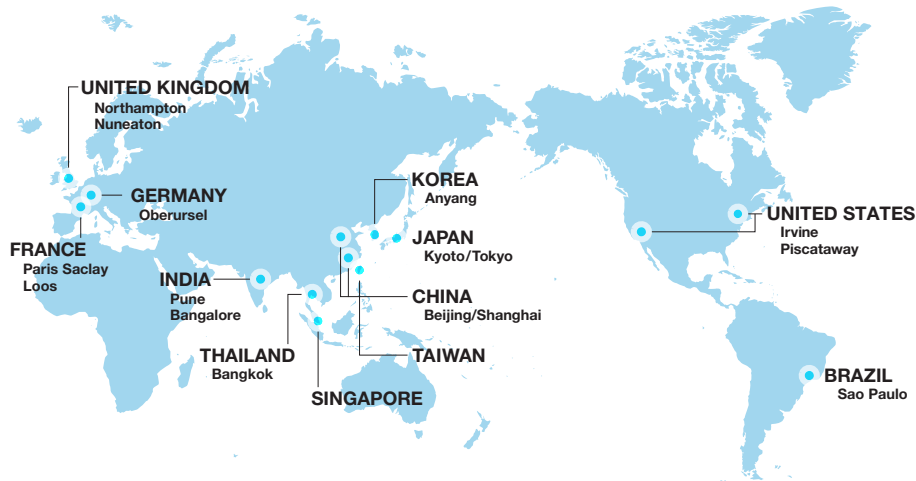 UNITED KINGDOM
Northampton
Nuneaton
GERMANY
Oberursel
FRANCE
Paris Saclay
Loos
INDIA
Pune
Bangalore
THAILAND
Bangkok
SINGAPORE
KOREA
Anyang
JAPAN
Kyoto/Tokyo
CHINA
Beijing/Shanghai
TAIWAN
UNITED STATES
Irvine
Piscataway
BRAZIL
Sao Paulo